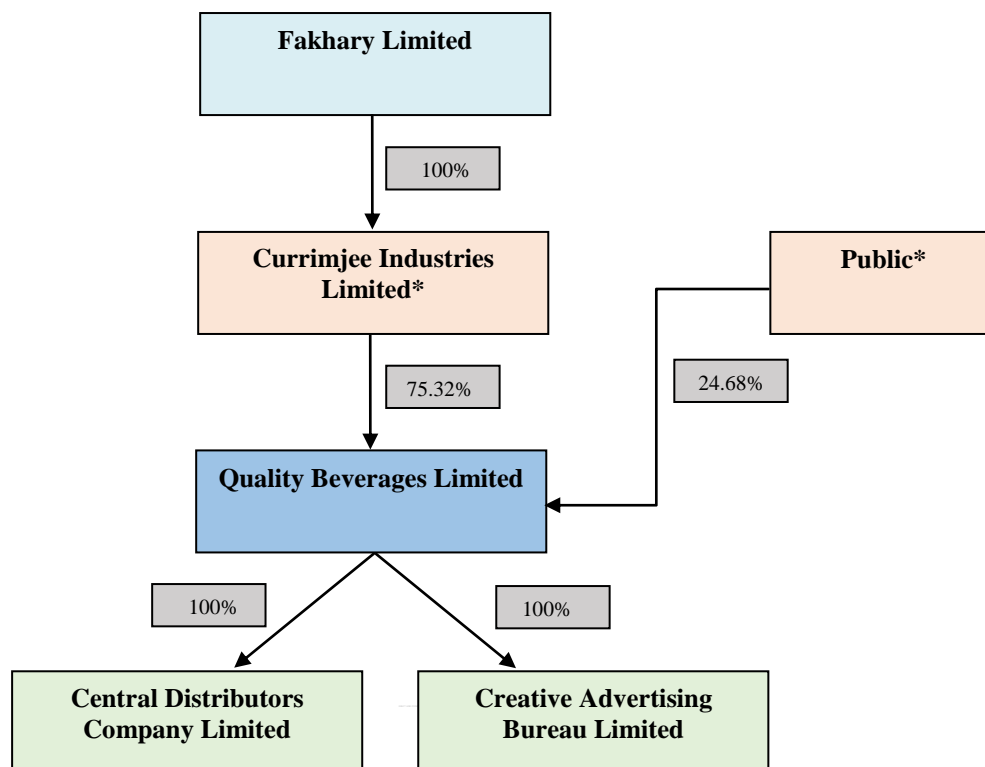 Fakhary Limited
100%
Currimjee Industries
Limited*
Public*
75.32%
24.68%
Quality Beverages Limited
100%
100%
Central Distributors
Company Limited
Creative Advertising
Bureau Limited